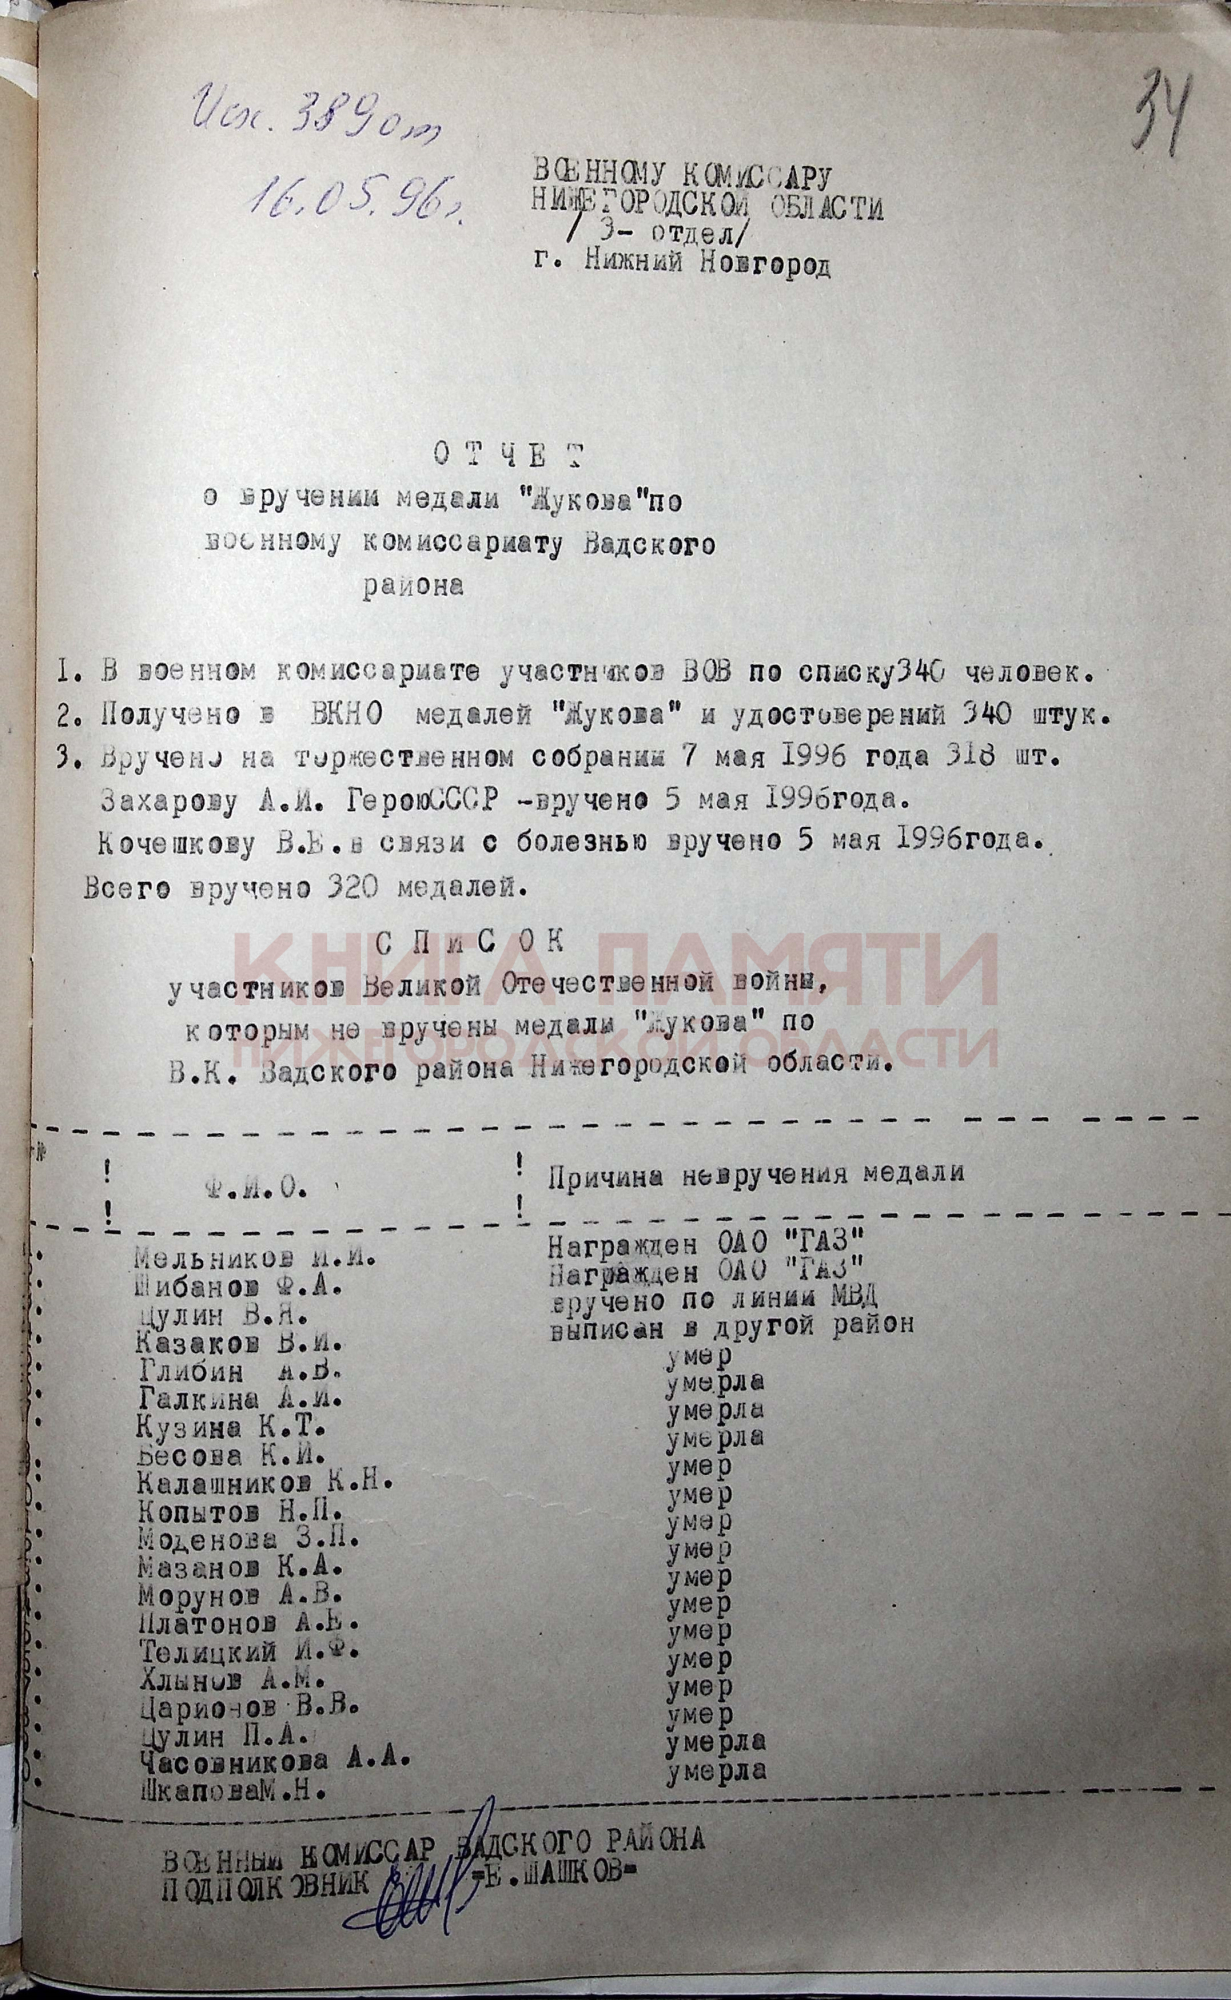 Исх. 389 от
16.05.96г.
34
ВОЕННОМУ КОМИССАРУ
НИЖЕГОРОДСКОЙ ОБЛАСТИ
/ 3- отдел/
г. Нижний Новгород
О Т Ч Е Т
о вручении медали "Жукова"по
военному комиссариату Вадского
района
1. В военном комиссариате участников ВОВ по списку340 человек.
2. Получено в ВКНО медалей "Жукова" и удостоверений 340 штук.
3. Вручено на торжественном собрании 7 мая 1996 года 318 шт.
Захарову А.И. ГероюСССР -вручено 5 мая 1996года.
Кочешкову В.Е.в связи с болезнью вручено 5 мая 1996года.
Всего вручено 320 медалей.
С П И С О К
участников Великой Отечественной войны,
которым не вручены медали "Жукова" по
В.К. Вадского района Нижегородской области.
КНИГА ПАМЯТИ
НИЖЕГОРОДСКОЙ ОБЛАСТИ
№ ! Ф.И.О. ! Причина невручения медали
! !
Мельников И.И. Награжден ОАО "ГАЗ"
Шибанов Ф.А. Награжден ОАО "ГАЗ"
Цулин В.Я. вручено по линии МВД
Казаков В.И. выписан в другой район
Глибин А.В. умер
Галкина А.И. умерла
Кузина К.Т. умерла
Бесова К.И. умерла
Калашников К.Н. умер
Копытов Н.П. умер
Моденова З.П. умер
Мазанов К.А. умер
Морунов А.В. умер
Платонов А.Е. умер
Телицкий И.Ф. умер
Хлынов А.М. умер
Царионов В.В. умер
Цулин П.А. умер
Часовникова А.А. умерла
ШкаповаМ.Н. умерла
ВОЕННЫЙ КОМИССАР ВАДСКОГО РАЙОНА
ПОДПОЛКОВНИК =Е.ШАШКОВ=